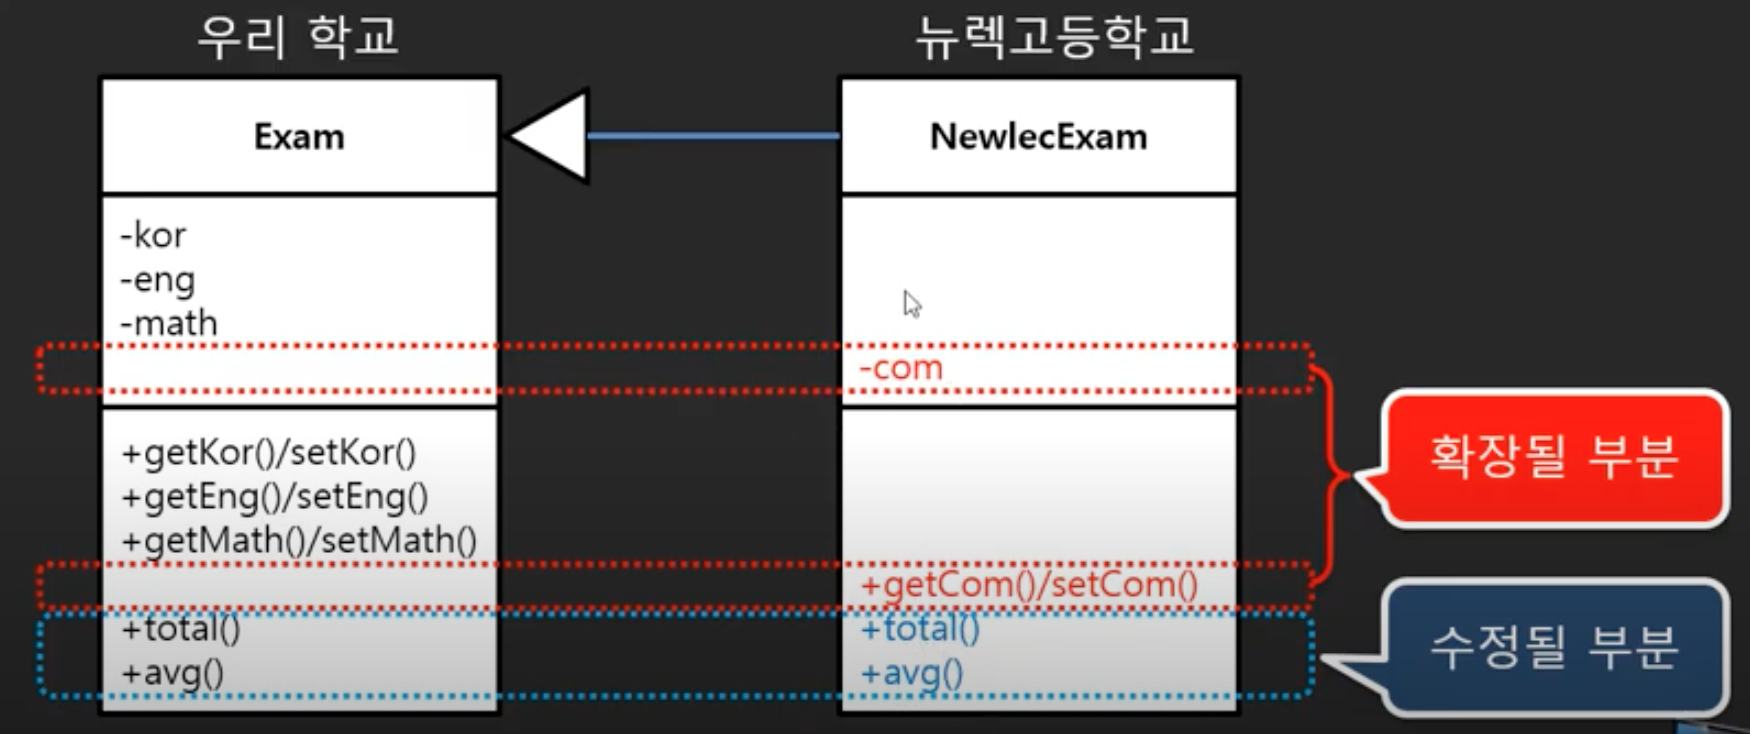 우리 학교
뉴렉고등학교
Exam
NewlecExam
-kor
-eng
-math
-com
+getKor()/setKor()
+getEng()/setEng()
+getMath()/setMath()
+getCom()/setCom()
+total()
+avg()
+total()
+avg()
확장될 부분
수정될 부분